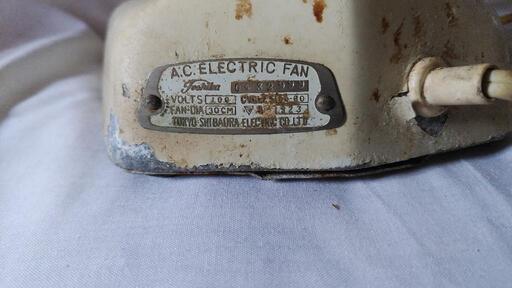 A.C. ELECTRIC FAN
Toshiba
VOLTS 100
FAN-DIA 30CM
TOKYO SHIBAURA ELECTRIC CO. LTD.